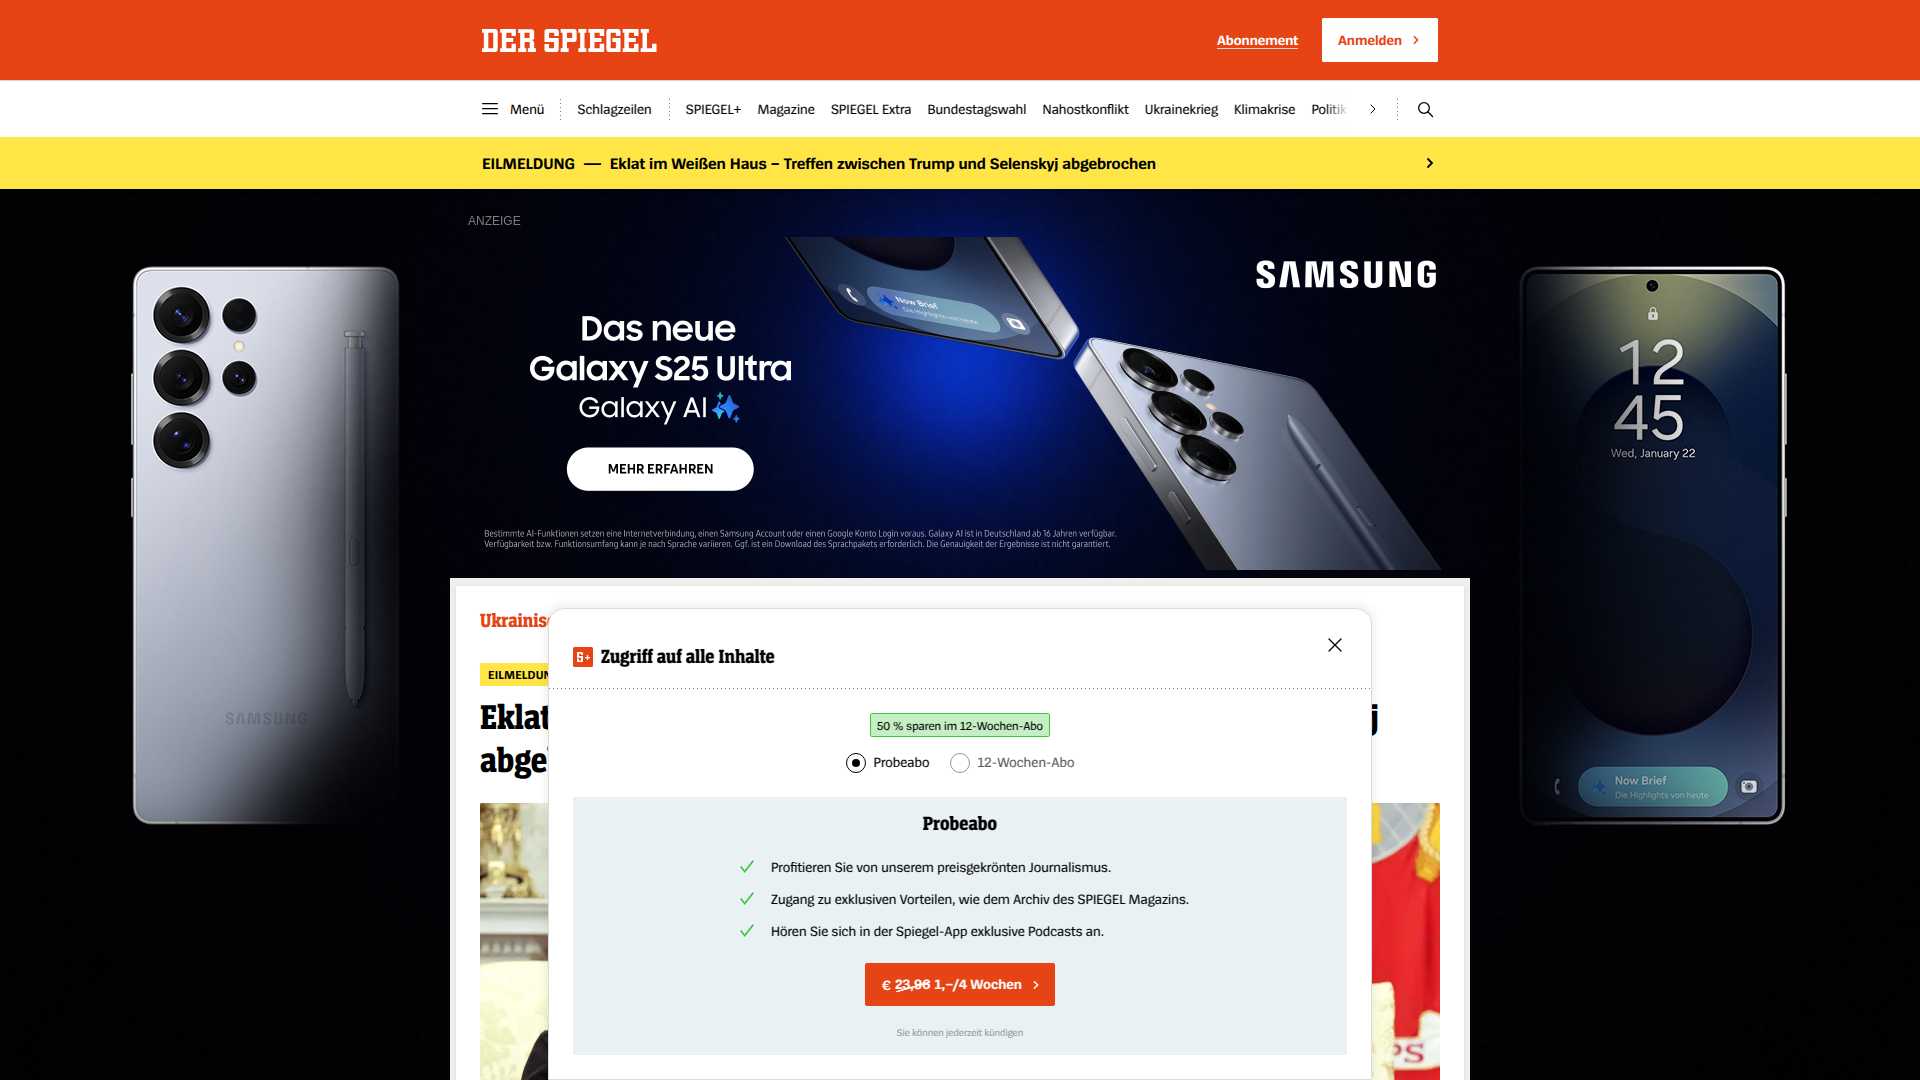 DER SPIEGEL
Abonnement
Anmelden
Menü
Schlagzeilen
SPIEGEL+
Magazine
SPIEGEL Extra
Bundestagswahl
Nahostkonflikt
Ukrainekrieg
Klimakrise
Politik
EILMELDUNG — Eklat im Weißen Haus – Treffen zwischen Trump und Selenskyj abgebrochen
ANZEIGE
SAMSUNG
Das neue
Galaxy S25 Ultra
Galaxy AI
MEHR ERFAHREN
Bestimmte AI-Funktionen setzen eine Internetverbindung, einen Samsung Account oder einen Google Konto Login voraus. Galaxy AI ist in Deutschland ab 16 Jahren verfügbar.
Verfügbarkeit bzw. Funktionsumfang kann je nach Sprache variieren. Ggf. ist ein Download des Sprachpakets erforderlich. Die Genauigkeit der Ergebnisse ist nicht garantiert.
Now Brief
Die Highlights von heute
SAMSUNG
12
45
Wed, January 22
Now Brief
Die Highlights von heute
Ukrainis
EILMELDUN
Eklat
j
abge
Zugriff auf alle Inhalte
50 % sparen im 12-Wochen-Abo
Probeabo
12-Wochen-Abo
Probeabo
Profitieren Sie von unserem preisgekrönten Journalismus.
Zugang zu exklusiven Vorteilen, wie dem Archiv des SPIEGEL Magazins.
Hören Sie sich in der Spiegel-App exklusive Podcasts an.
€ 23,96 1,–/4 Wochen
Sie können jederzeit kündigen
PS